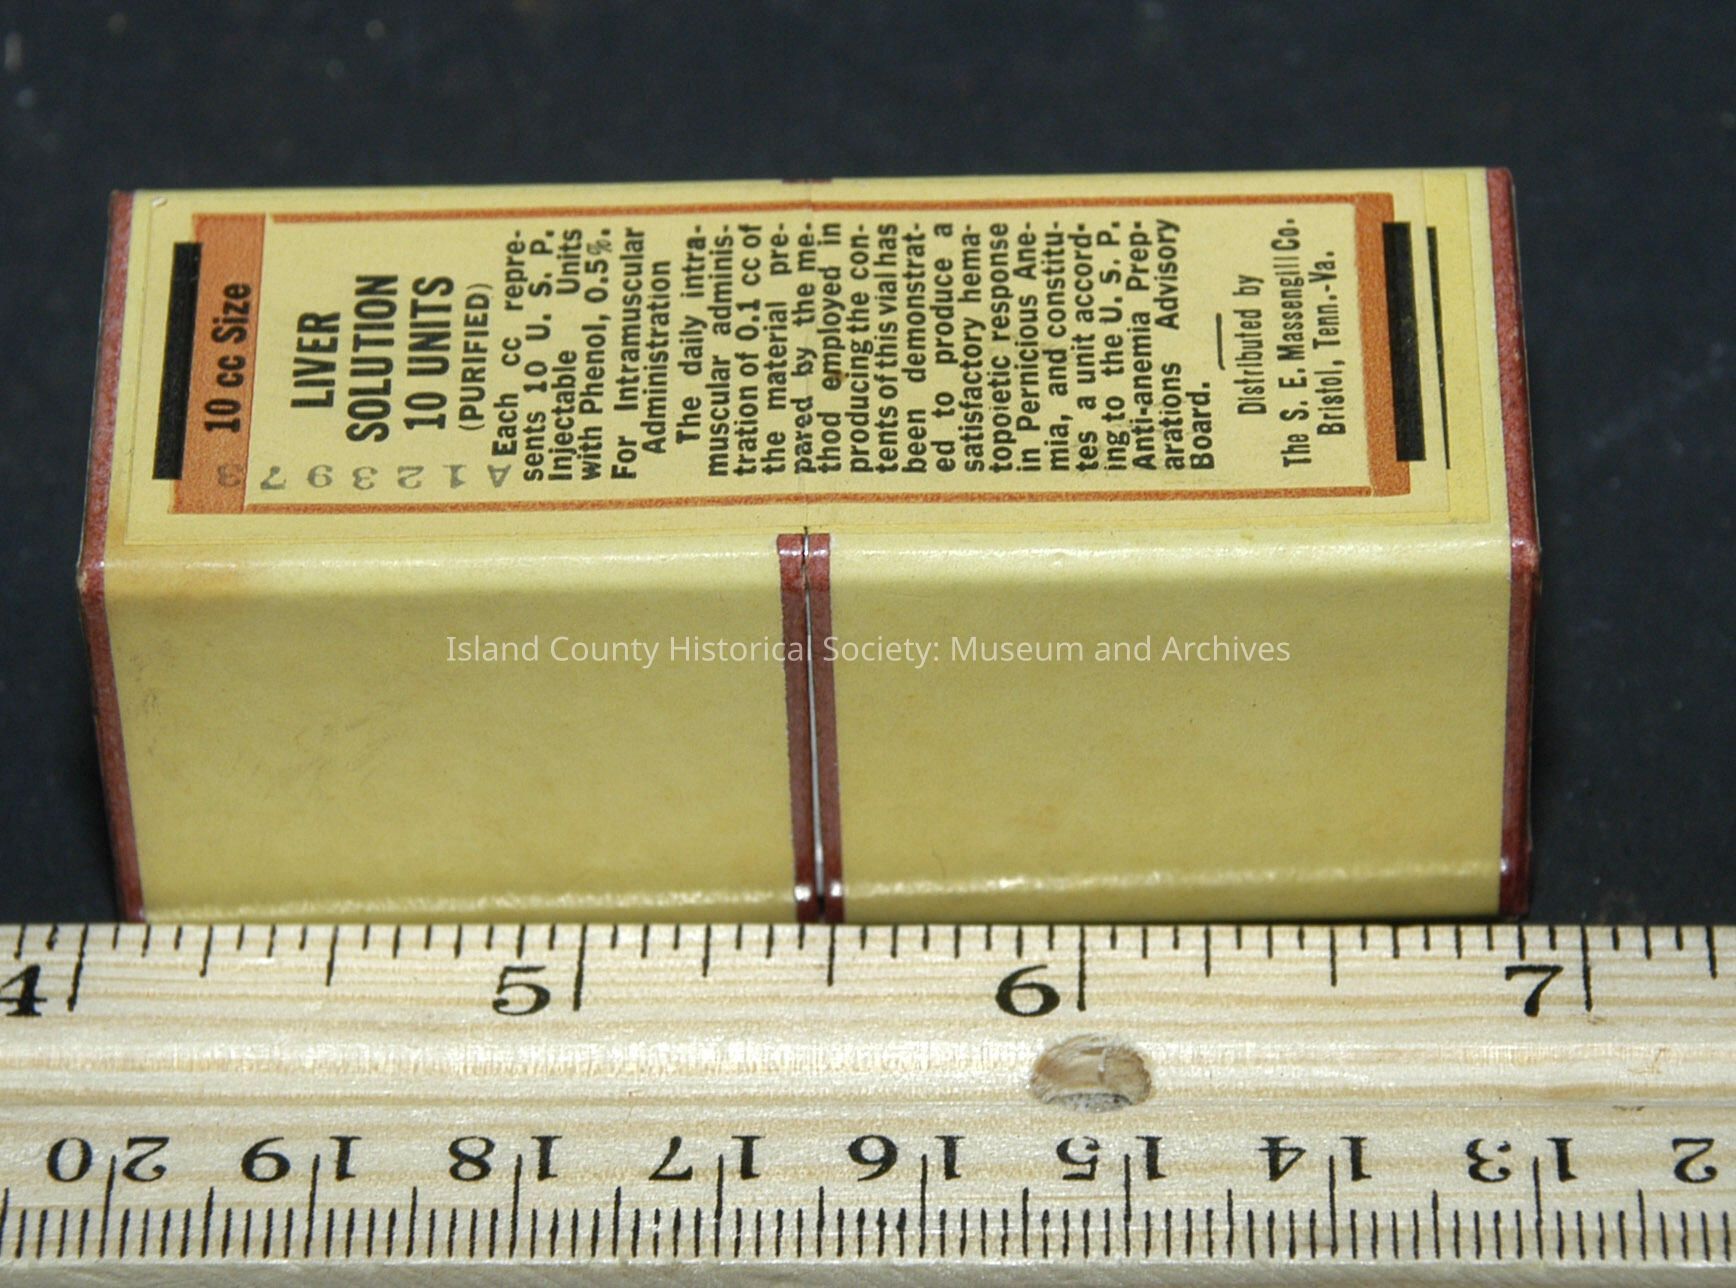 10 cc Size
LIVER
SOLUTION
10 UNITS
(PURIFIED)
Each cc repre-
sents 10 U. S. P.
Injectable Units
with Phenol, 0.5%.
For Intramuscular
Administration
The daily intra-
muscular adminis-
tration of 0.1 cc of
the material pre-
pared by the me-
thod employed in
producing the con-
tents of this vial has
been demonstrat-
ed to produce a
satisfactory hema-
topoietic response
in Pernicious Ane-
mia, and constitu-
tes a unit accord-
ing to the U. S. P.
Anti-anemia Prep-
arations Advisory
Board.
Distributed by
The S. E. Massengill Co.
Bristol, Tenn.-Va.
Island County Historical Society: Museum and Archives
4 5 6 7
20 19 18 17 16 15 14 13 2